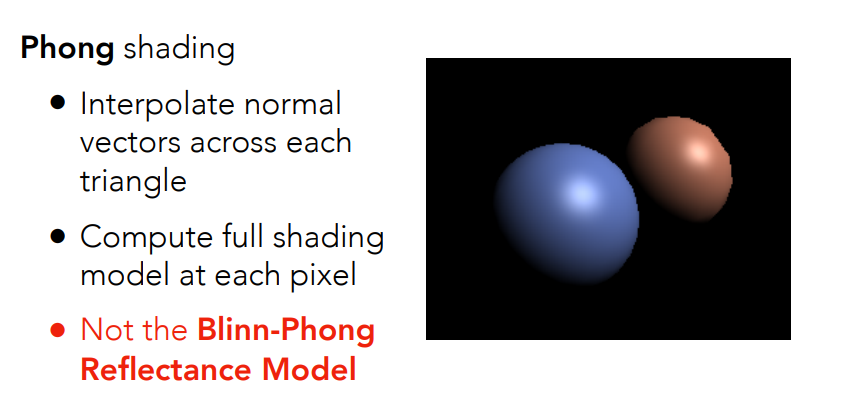 Phong shading
• Interpolate normal
vectors across each
triangle
• Compute full shading
model at each pixel
• Not the Blinn-Phong
Reflectance Model